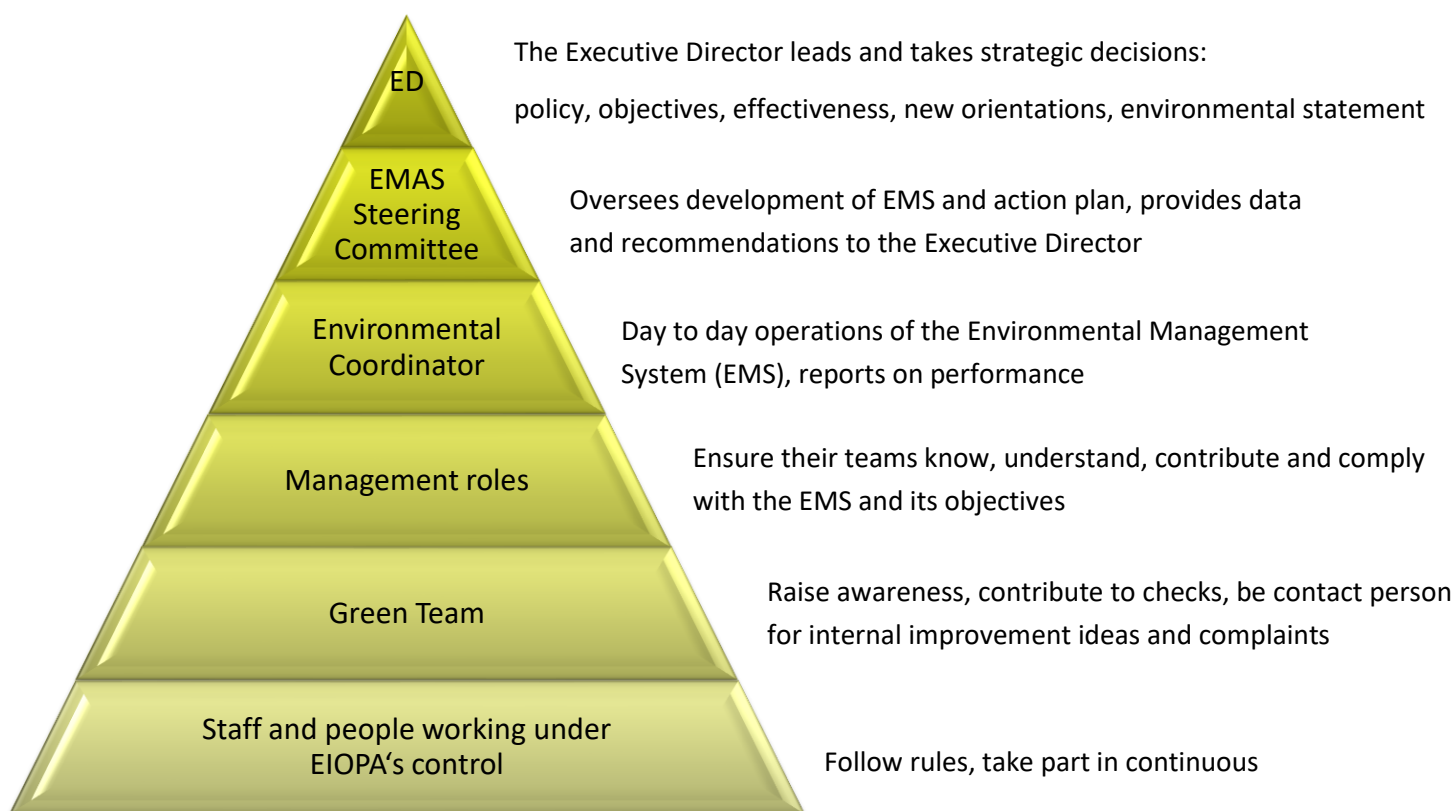 ED
The Executive Director leads and takes strategic decisions:
policy, objectives, effectiveness, new orientations, environmental statement
EMAS
Steering
Committee
Oversees development of EMS and action plan, provides data
and recommendations to the Executive Director
Environmental
Coordinator
Day to day operations of the Environmental Management
System (EMS), reports on performance
Management roles
Ensure their teams know, understand, contribute and comply
with the EMS and its objectives
Green Team
Raise awareness, contribute to checks, be contact person
for internal improvement ideas and complaints
Staff and people working under
EIOPA‘s control
Follow rules, take part in continuous